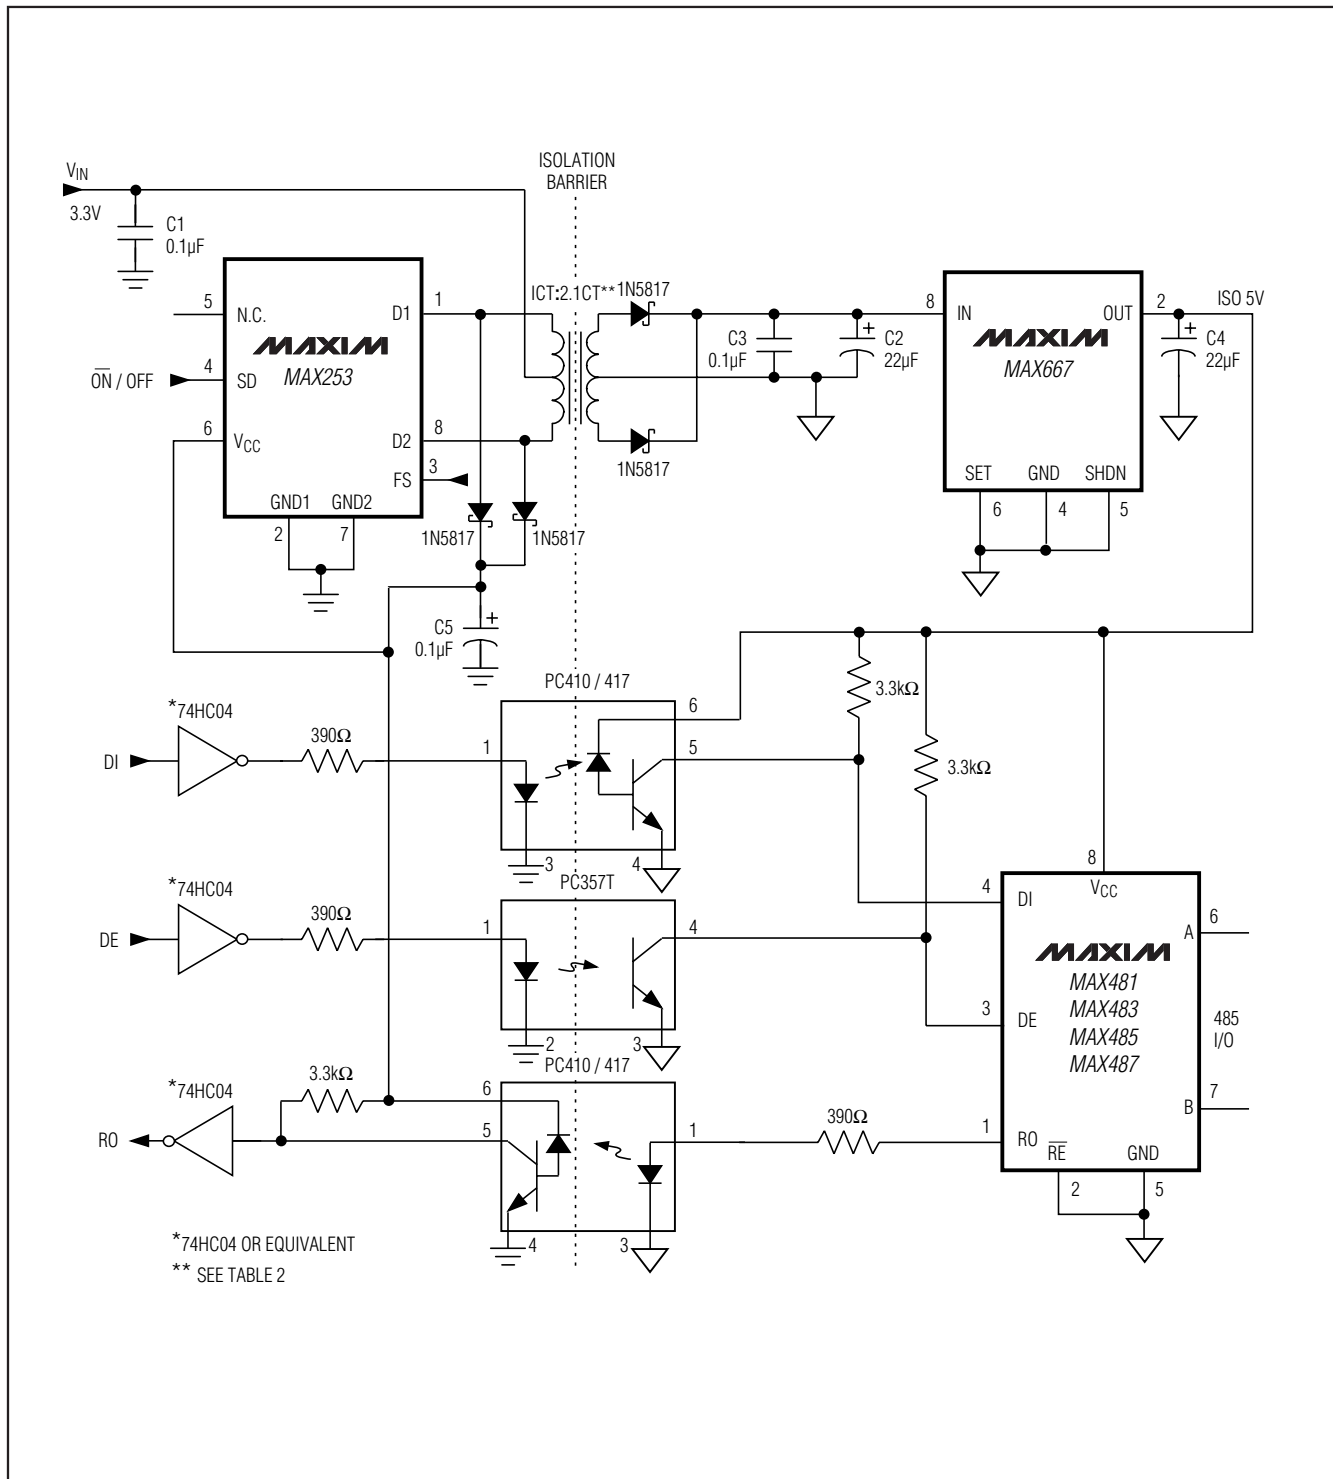 ISOLATION
BARRIER
VIN
3.3V
C1
0.1µF
5
N.C.
ON / OFF
4
SD
6
VCC
MAXIM
MAX253
D1
1
D2
8
FS
3
GND1
GND2
2
7
ICT:2.1CT**
1N5817
1N5817
1N5817
1N5817
C3
0.1µF
+
C2
22µF
8
IN
MAXIM
MAX667
OUT
2
ISO 5V
+
C4
22µF
SET
GND
SHDN
6
4
5
C5
0.1µF
+
PC410 / 417
*74HC04
DI
390Ω
1
3
6
5
4
3.3kΩ
3.3kΩ
PC357T
*74HC04
DE
390Ω
1
2
4
3
PC410 / 417
*74HC04
RO
3.3kΩ
6
5
4
1
3
390Ω
8
VCC
4
DI
3
DE
1
RO
RE
GND
2
5
MAXIM
MAX481
MAX483
MAX485
MAX487
A
6
485
I/O
B
7
*74HC04 OR EQUIVALENT
** SEE TABLE 2